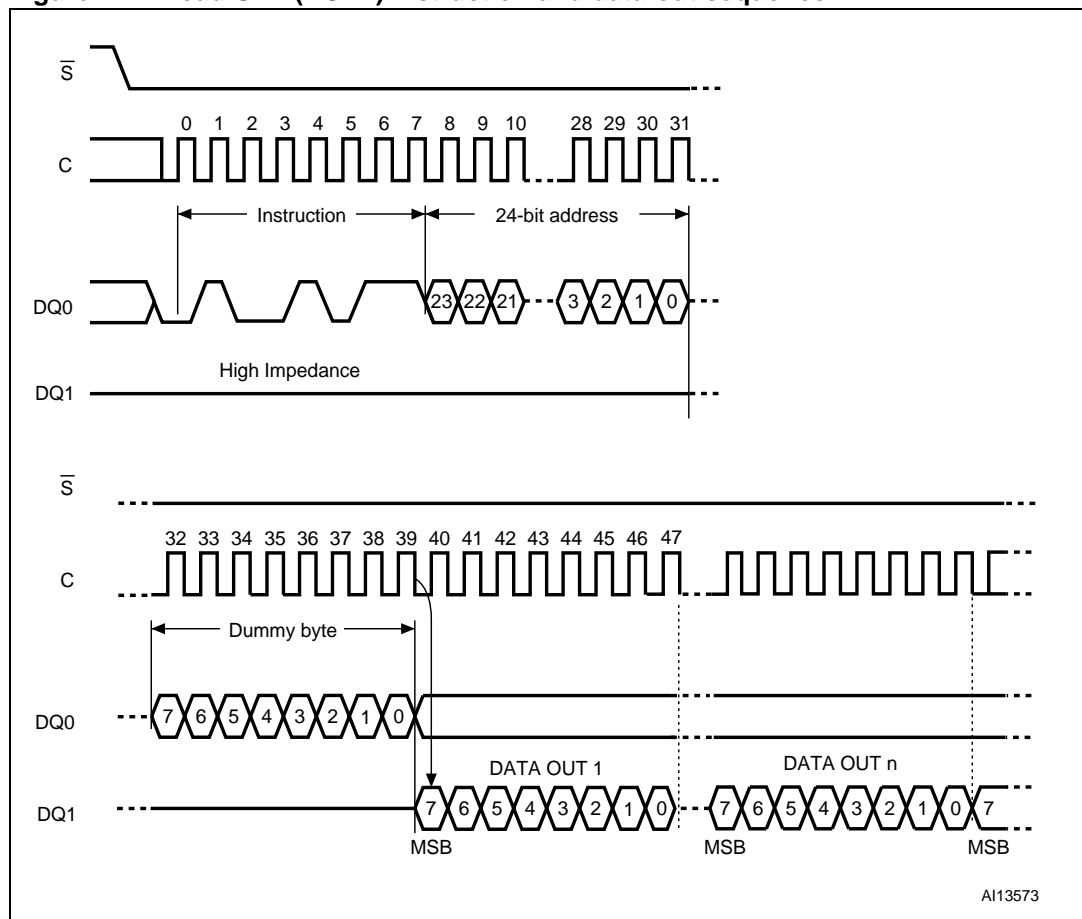 S
0 1 2 3 4 5 6 7 8 9 10 28 29 30 31
C
Instruction 24-bit address
DQ0 23 22 21 3 2 1 0
High Impedance
DQ1
S
32 33 34 35 36 37 38 39 40 41 42 43 44 45 46 47
C
Dummy byte
DQ0 7 6 5 4 3 2 1 0
DATA OUT 1 DATA OUT n
DQ1 7 6 5 4 3 2 1 0 7 6 5 4 3 2 1 0 7
MSB MSB MSB
AI13573